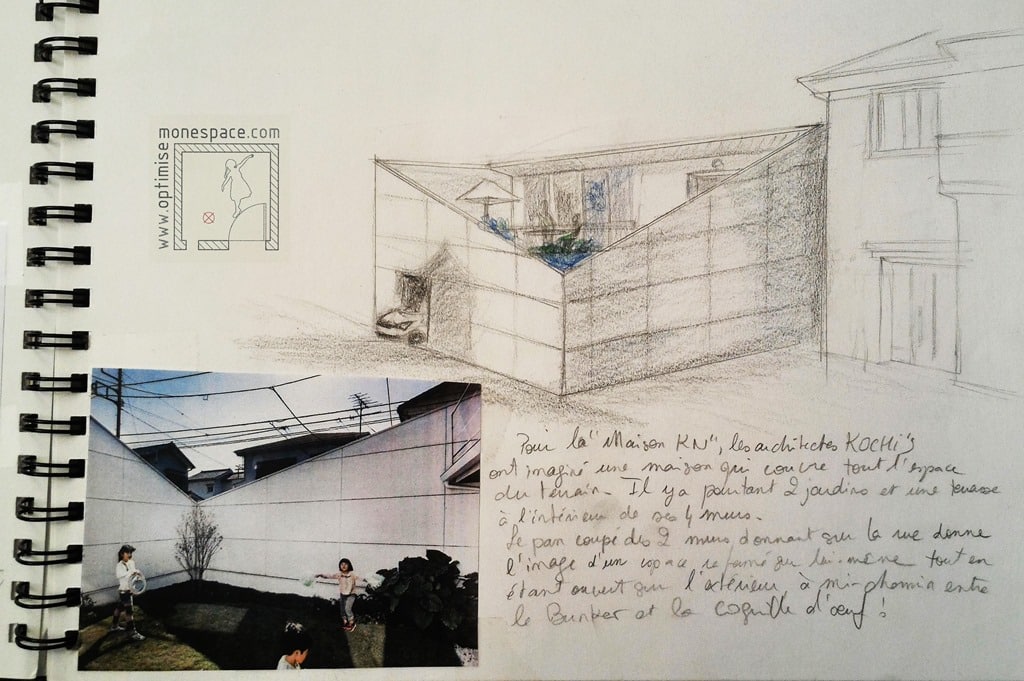 monespace.com
www.optimise
Pour la "Maison KN", les architectes KOCHI's
ont imaginé une maison qui couvre tout l'espace
du terrain. Il y a pourtant 2 jardins et une terrasse
à l'intérieur de ses 4 murs.
Le pan coupé des 2 murs donnant sur la rue donne
l'image d'un espace refermé sur lui-même tout en
étant ouvert sur l'extérieur, à mi-chemin entre
le Bunker et la Coquille d'œuf !